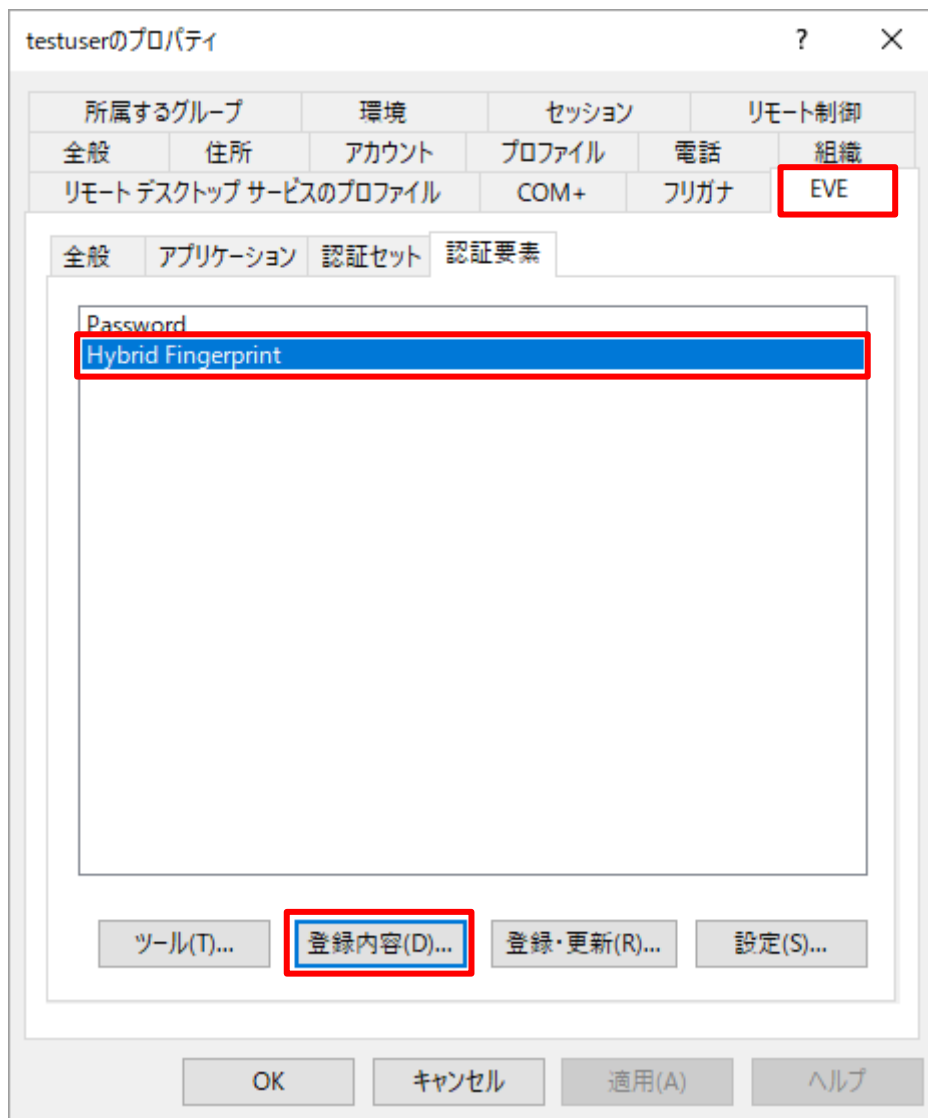 testuserのプロパティ ?
所属するグループ 環境 セッション リモート制御
全般 住所 アカウント プロファイル 電話 組織
リモート デスクトップ サービスのプロファイル COM+ フリガナ EVE
全般 アプリケーション 認証セット 認証要素
Password
Hybrid Fingerprint
ツール(T)... 登録内容(D)... 登録・更新(R)... 設定(S)...
OK キャンセル 適用(A) ヘルプ